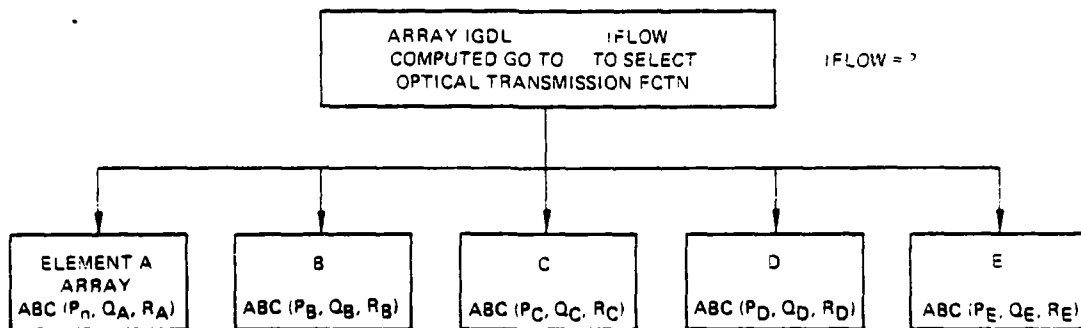 ARRAY IGDL IFLOW
COMPUTED GO TO TO SELECT
OPTICAL TRANSMISSION FCTN
IFLOW = ?
ELEMENT A
ARRAY
ABC (Pn, QA, RA)
B
ABC (PB, QB, RB)
C
ABC (PC, QC, RC)
D
ABC (PD, QD, RD)
E
ABC (PE, QE, RE)